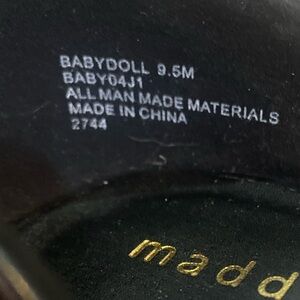 BABYDOLL 9.5M
BABY04J1
ALL MAN MADE MATERIALS
MADE IN CHINA
2744
madd